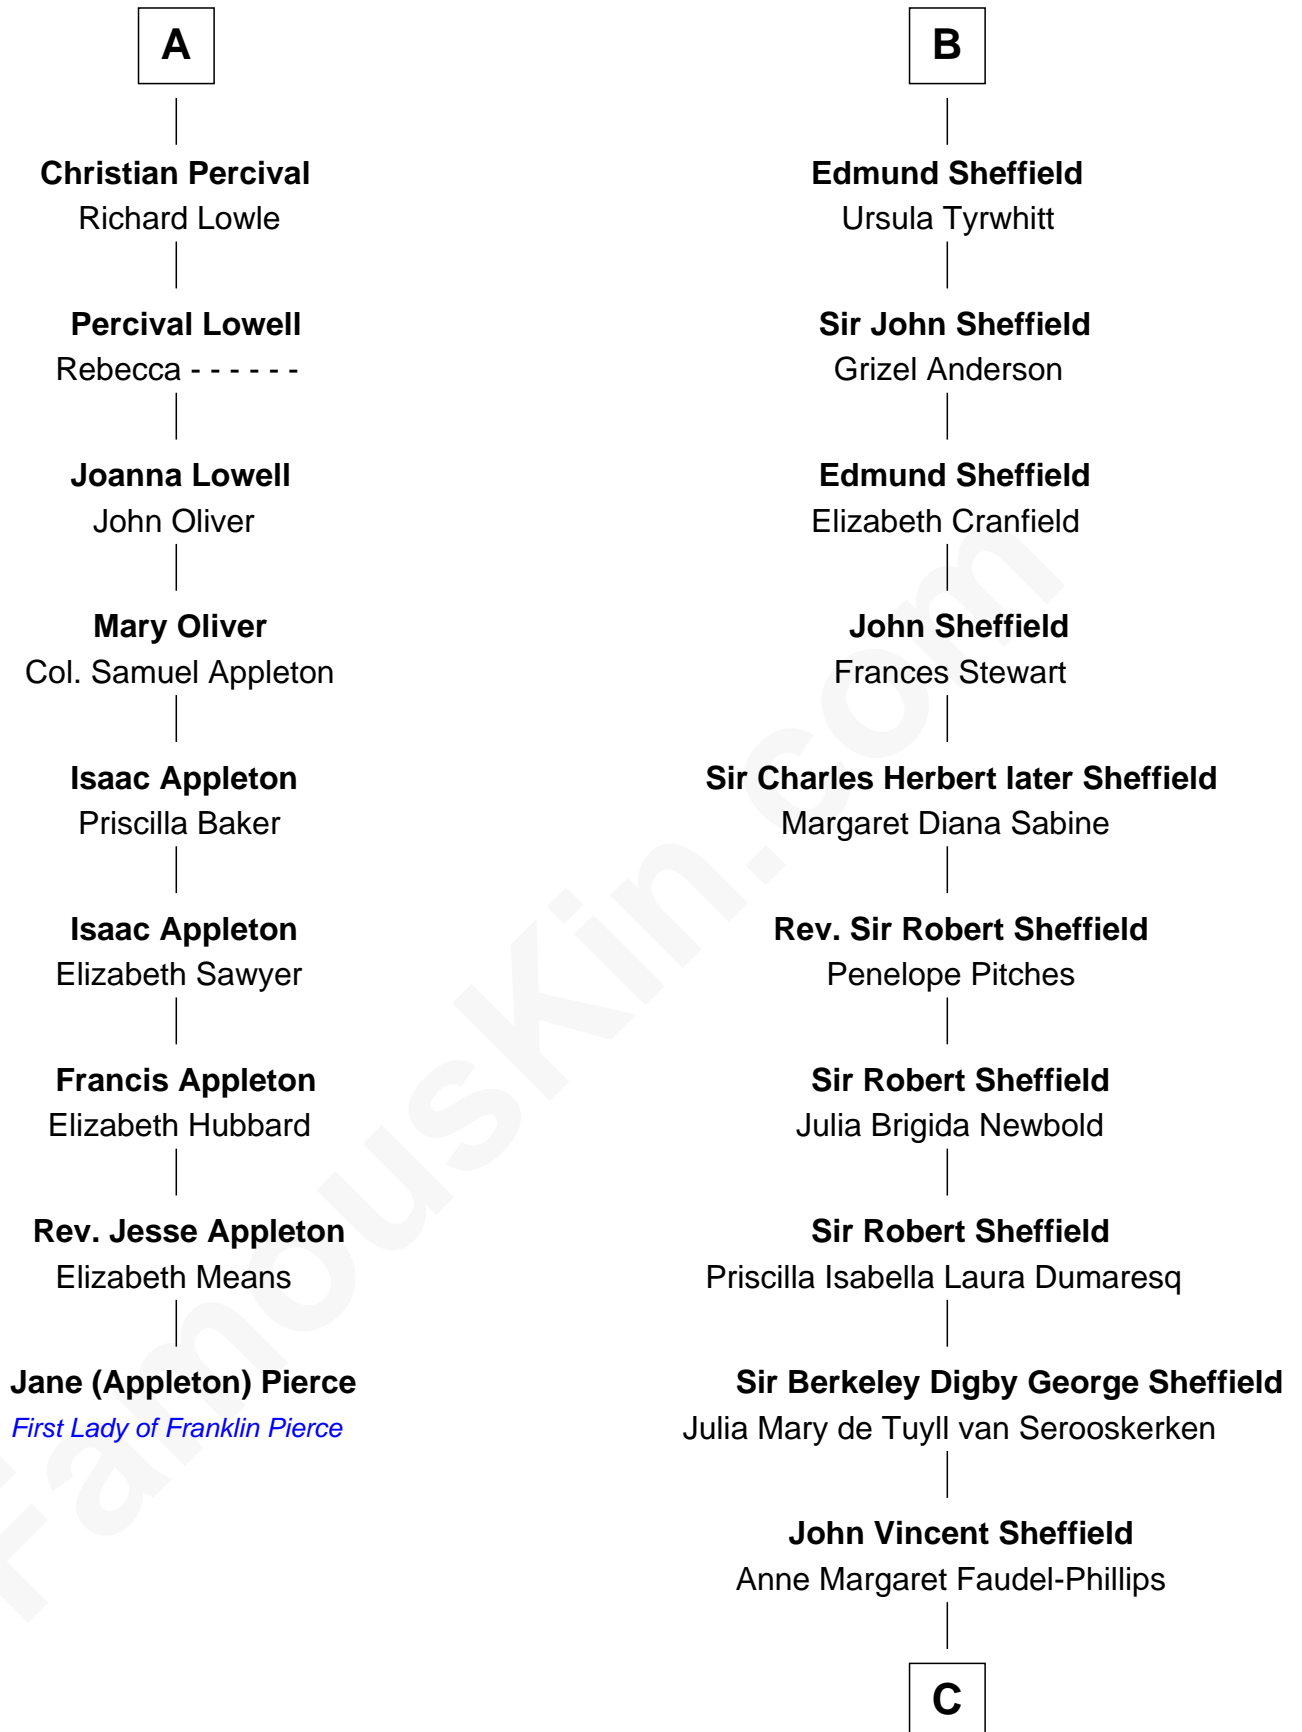 A
Christian Percival
Richard Lowle
Percival Lowell
Rebecca - - - - - -
Joanna Lowell
John Oliver
Mary Oliver
Col. Samuel Appleton
Isaac Appleton
Priscilla Baker
Isaac Appleton
Elizabeth Sawyer
Francis Appleton
Elizabeth Hubbard
Rev. Jesse Appleton
Elizabeth Means
Jane (Appleton) Pierce
First Lady of Franklin Pierce
B
Edmund Sheffield
Ursula Tyrwhitt
Sir John Sheffield
Grizel Anderson
Edmund Sheffield
Elizabeth Cranfield
John Sheffield
Frances Stewart
Sir Charles Herbert later Sheffield
Margaret Diana Sabine
Rev. Sir Robert Sheffield
Penelope Pitches
Sir Robert Sheffield
Julia Brigida Newbold
Sir Robert Sheffield
Priscilla Isabella Laura Dumaresq
Sir Berkeley Digby George Sheffield
Julia Mary de Tuyll van Serooskerken
John Vincent Sheffield
Anne Margaret Faudel-Phillips
C
FamousKin.com